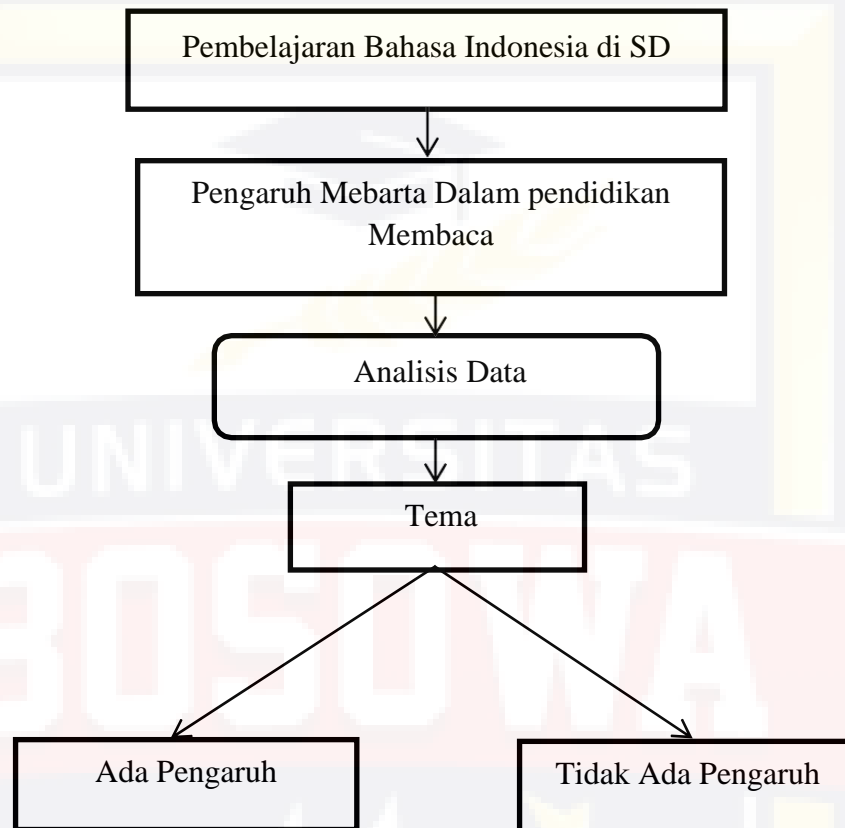 Pembelajaran Bahasa Indonesia di SD
Pengaruh Mebarta Dalam pendidikan
Membaca
Analisis Data
UNIVERSITAS
Tema
BOSOWA
Ada Pengaruh
Tidak Ada Pengaruh